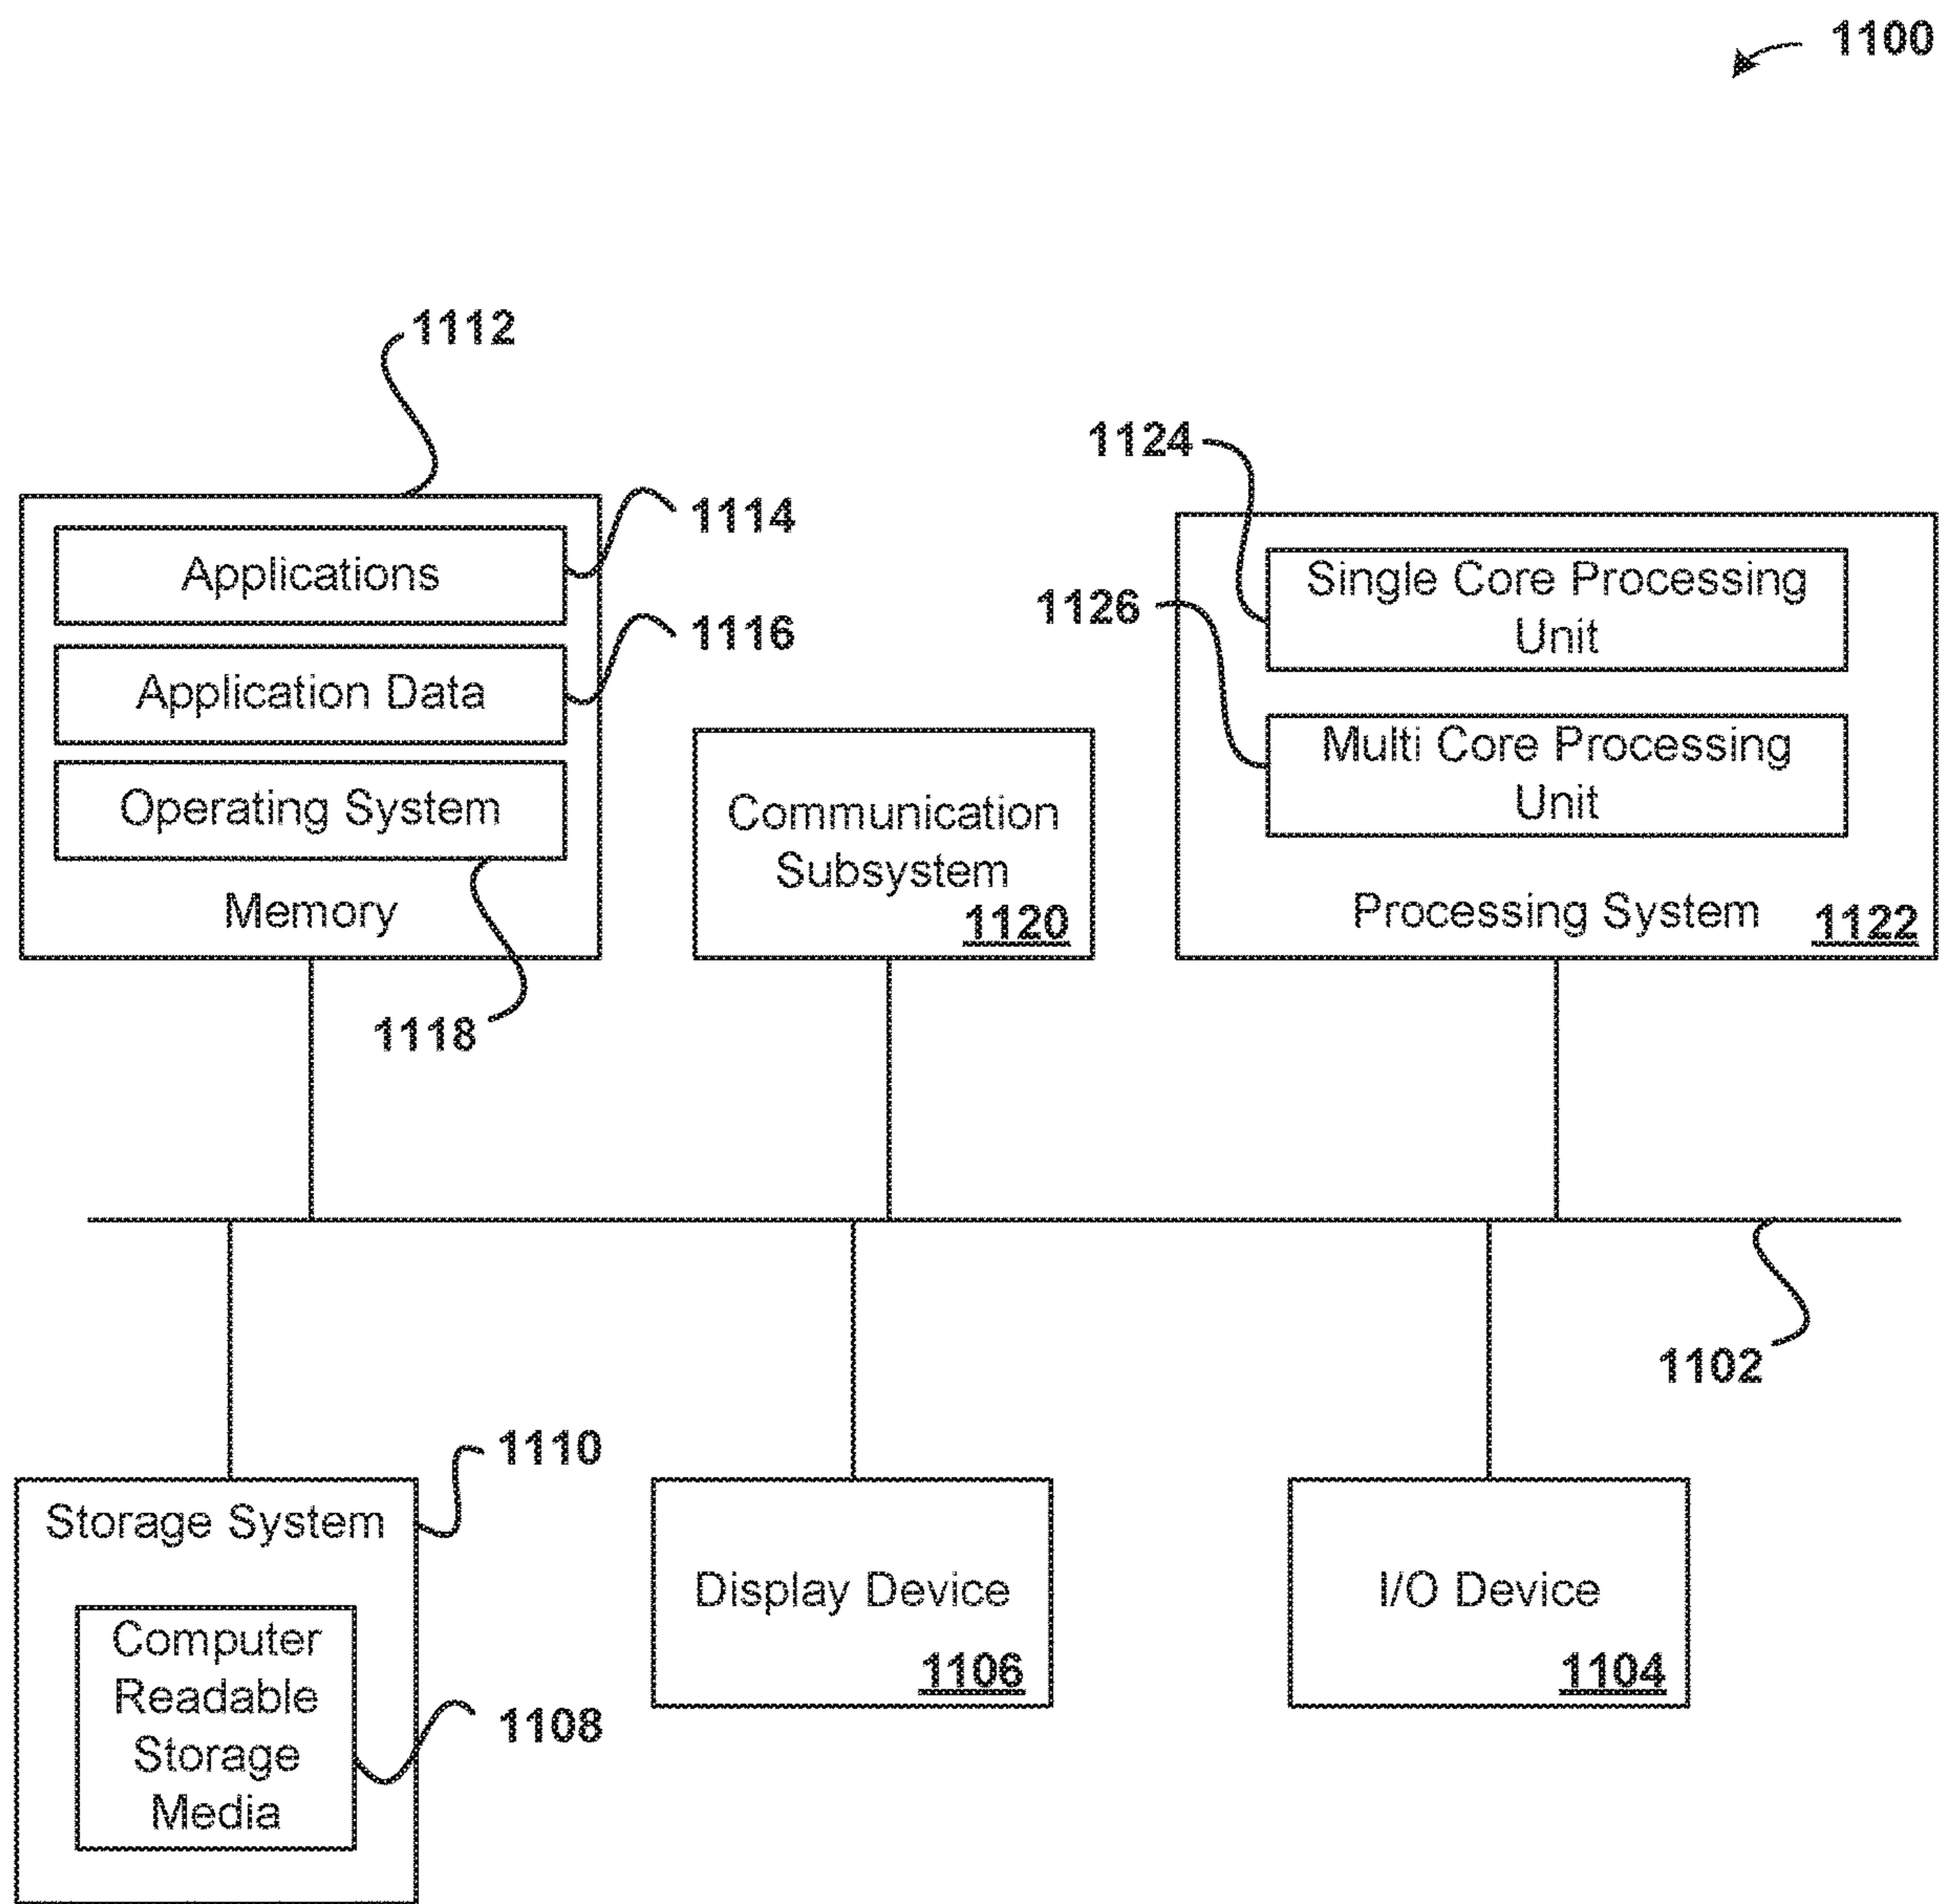 1100
1112
1124
1114
Applications
Single Core Processing
Unit
1126
1116
Application Data
Multi Core Processing
Unit
Operating System
Communication
Subsystem
1120
Memory
Processing System
1122
1118
1102
1110
Storage System
Computer
Readable
Storage
Media
1108
Display Device
1106
I/O Device
1104